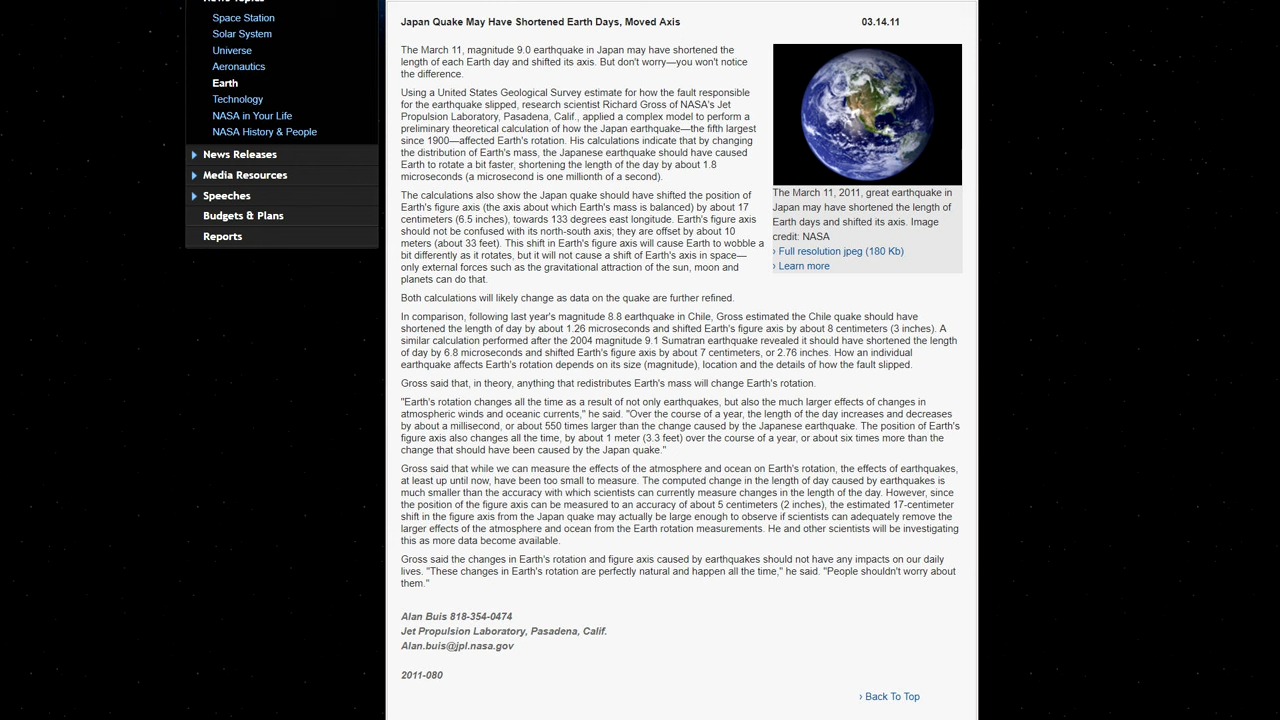 Space Station
Solar System
Universe
Aeronautics
Earth
Technology
NASA in Your Life
NASA History & People
News Releases
Media Resources
Speeches
Budgets & Plans
Reports
Japan Quake May Have Shortened Earth Days, Moved Axis
03.14.11
The March 11, magnitude 9.0 earthquake in Japan may have shortened the
length of each Earth day and shifted its axis. But don't worry—you won't notice
the difference.
Using a United States Geological Survey estimate for how the fault responsible
for the earthquake slipped, research scientist Richard Gross of NASA's Jet
Propulsion Laboratory, Pasadena, Calif., applied a complex model to perform a
preliminary theoretical calculation of how the Japan earthquake—the fifth largest
since 1900—affected Earth's rotation. His calculations indicate that by changing
the distribution of Earth's mass, the Japanese earthquake should have caused
Earth to rotate a bit faster, shortening the length of the day by about 1.8
microseconds (a microsecond is one millionth of a second).
The calculations also show the Japan quake should have shifted the position of
Earth's figure axis (the axis about which Earth's mass is balanced) by about 17
centimeters (6.5 inches), towards 133 degrees east longitude. Earth's figure axis
should not be confused with its north-south axis; they are offset by about 10
meters (about 33 feet). This shift in Earth's figure axis will cause Earth to wobble a
bit differently as it rotates, but it will not cause a shift of Earth's axis in space—
only external forces such as the gravitational attraction of the sun, moon and
planets can do that.
The March 11, 2011, great earthquake in
Japan may have shortened the length of
Earth days and shifted its axis. Image
credit: NASA
› Full resolution jpeg (180 Kb)
› Learn more
Both calculations will likely change as data on the quake are further refined.
In comparison, following last year's magnitude 8.8 earthquake in Chile, Gross estimated the Chile quake should have
shortened the length of day by about 1.26 microseconds and shifted Earth's figure axis by about 8 centimeters (3 inches). A
similar calculation performed after the 2004 magnitude 9.1 Sumatran earthquake revealed it should have shortened the length
of day by 6.8 microseconds and shifted Earth's figure axis by about 7 centimeters, or 2.76 inches. How an individual
earthquake affects Earth's rotation depends on its size (magnitude), location and the details of how the fault slipped.
Gross said that, in theory, anything that redistributes Earth's mass will change Earth's rotation.
"Earth's rotation changes all the time as a result of not only earthquakes, but also the much larger effects of changes in
atmospheric winds and oceanic currents," he said. "Over the course of a year, the length of the day increases and decreases
by about a millisecond, or about 550 times larger than the change caused by the Japanese earthquake. The position of Earth's
figure axis also changes all the time, by about 1 meter (3.3 feet) over the course of a year, or about six times more than the
change that should have been caused by the Japan quake."
Gross said that while we can measure the effects of the atmosphere and ocean on Earth's rotation, the effects of earthquakes,
at least up until now, have been too small to measure. The computed change in the length of day caused by earthquakes is
much smaller than the accuracy with which scientists can currently measure changes in the length of the day. However, since
the position of the figure axis can be measured to an accuracy of about 5 centimeters (2 inches), the estimated 17-centimeter
shift in the figure axis from the Japan quake may actually be large enough to observe if scientists can adequately remove the
larger effects of the atmosphere and ocean from the Earth rotation measurements. He and other scientists will be investigating
this as more data become available.
Gross said the changes in Earth's rotation and figure axis caused by earthquakes should not have any impacts on our daily
lives. "These changes in Earth's rotation are perfectly natural and happen all the time," he said. "People shouldn't worry about
them."
Alan Buis 818-354-0474
Jet Propulsion Laboratory, Pasadena, Calif.
Alan.buis@jpl.nasa.gov
2011-080
› Back To Top